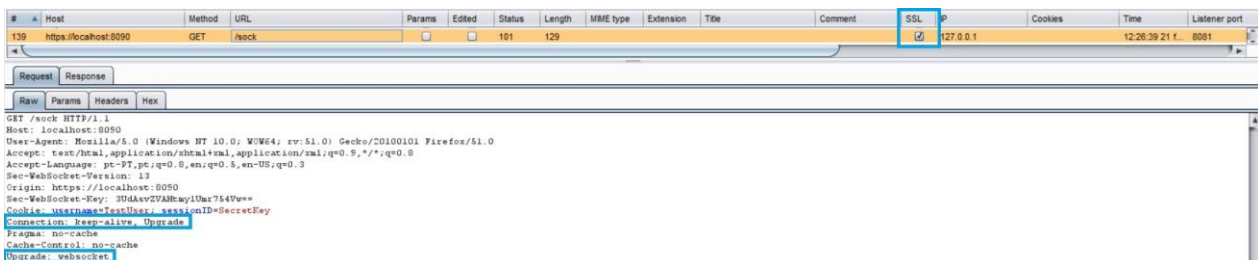 # Host Method URL Params Edited Status Length MIME type Extension Title Comment SSL IP Cookies Time Listener port
139 https://localhost:8090 GET /sock 101 129 127.0.0.1 12:26:39 21 f... 8081
Request Response
Raw Params Headers Hex
GET /sock HTTP/1.1
Host: localhost:8090
User-Agent: Mozilla/5.0 (Windows NT 10.0; WOW64; rv:51.0) Gecko/20100101 Firefox/51.0
Accept: text/html,application/xhtml+xml,application/xml;q=0.9,*/*;q=0.8
Accept-Language: pt-PT,pt;q=0.8,en;q=0.5,en-US;q=0.3
Sec-WebSocket-Version: 13
Origin: https://localhost:8090
Sec-WebSocket-Key: 3UdAsvZVAHtmy1Umr754Vw==
Cookie: username=TestUser; sessionID=SecretKey
Connection: keep-alive, Upgrade
Pragma: no-cache
Cache-Control: no-cache
Upgrade: websocket